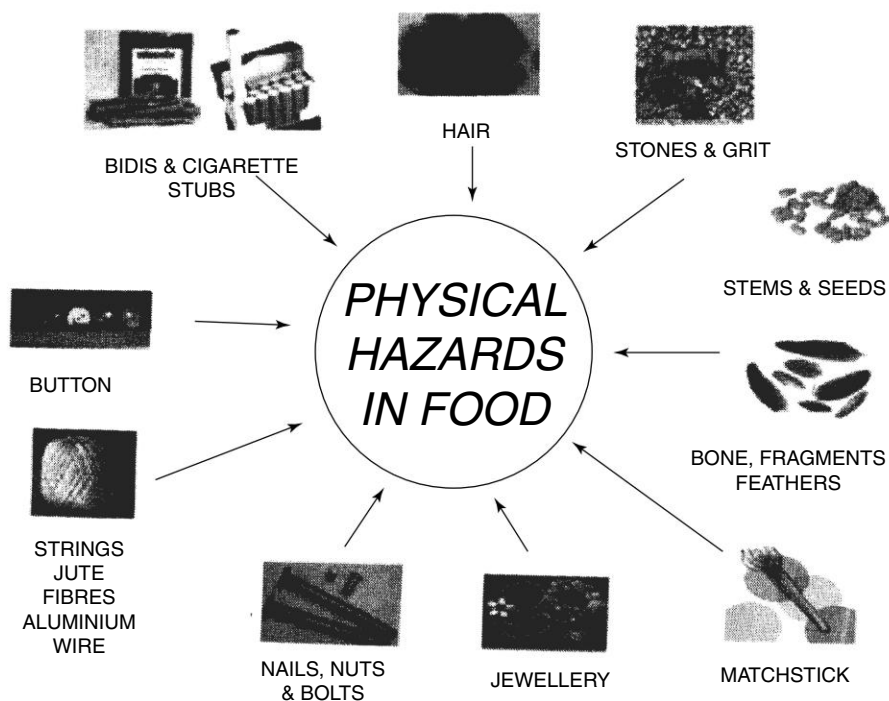 BIDIS & CIGARETTE
STUBS
HAIR
STONES & GRIT
STEMS & SEEDS
BUTTON
PHYSICAL
HAZARDS
IN FOOD
BONE, FRAGMENTS
FEATHERS
STRINGS
JUTE
FIBRES
ALUMINIUM
WIRE
NAILS, NUTS
& BOLTS
JEWELLERY
MATCHSTICK